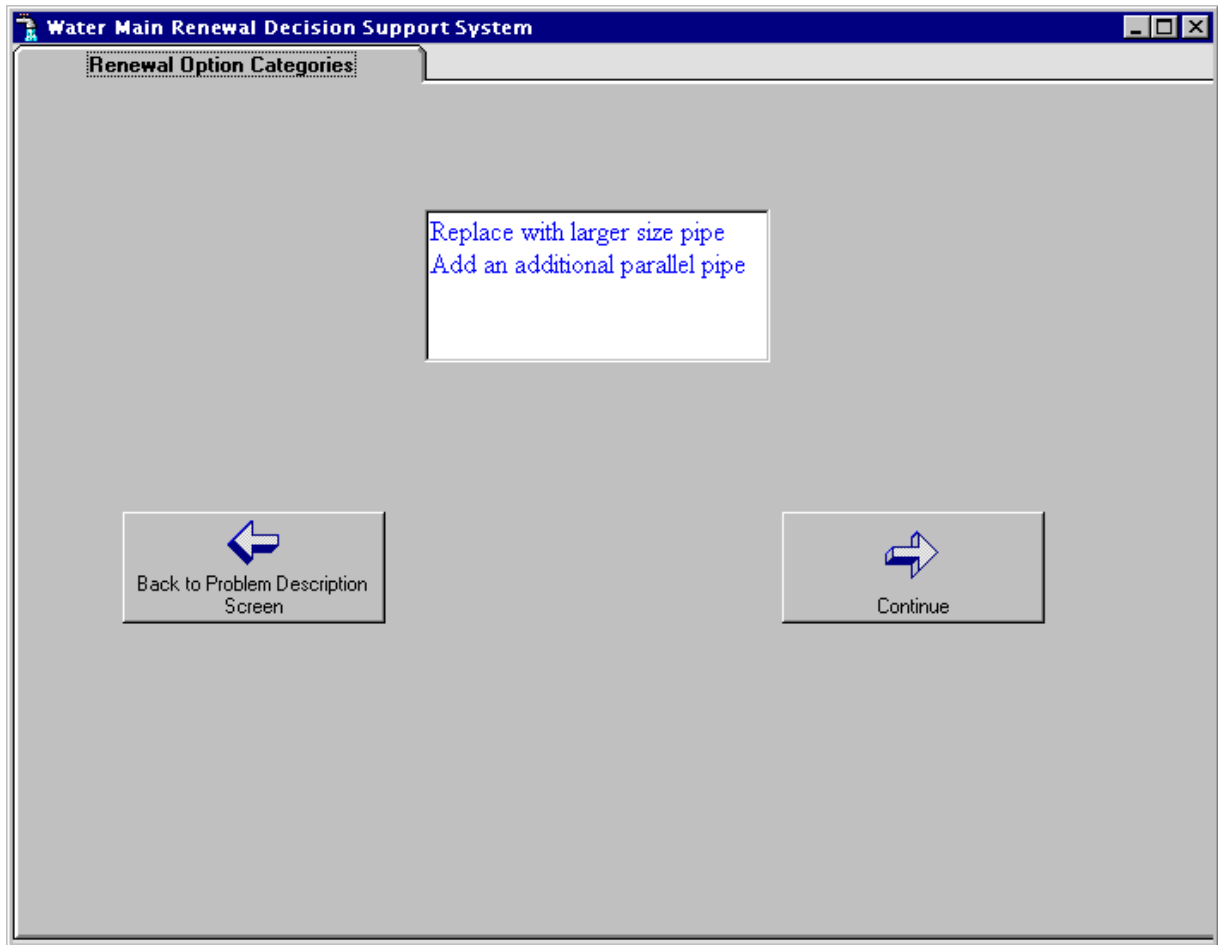 Water Main Renewal Decision Support System
Renewal Option Categories
Replace with larger size pipe
Add an additional parallel pipe
Back to Problem Description
Screen
Continue